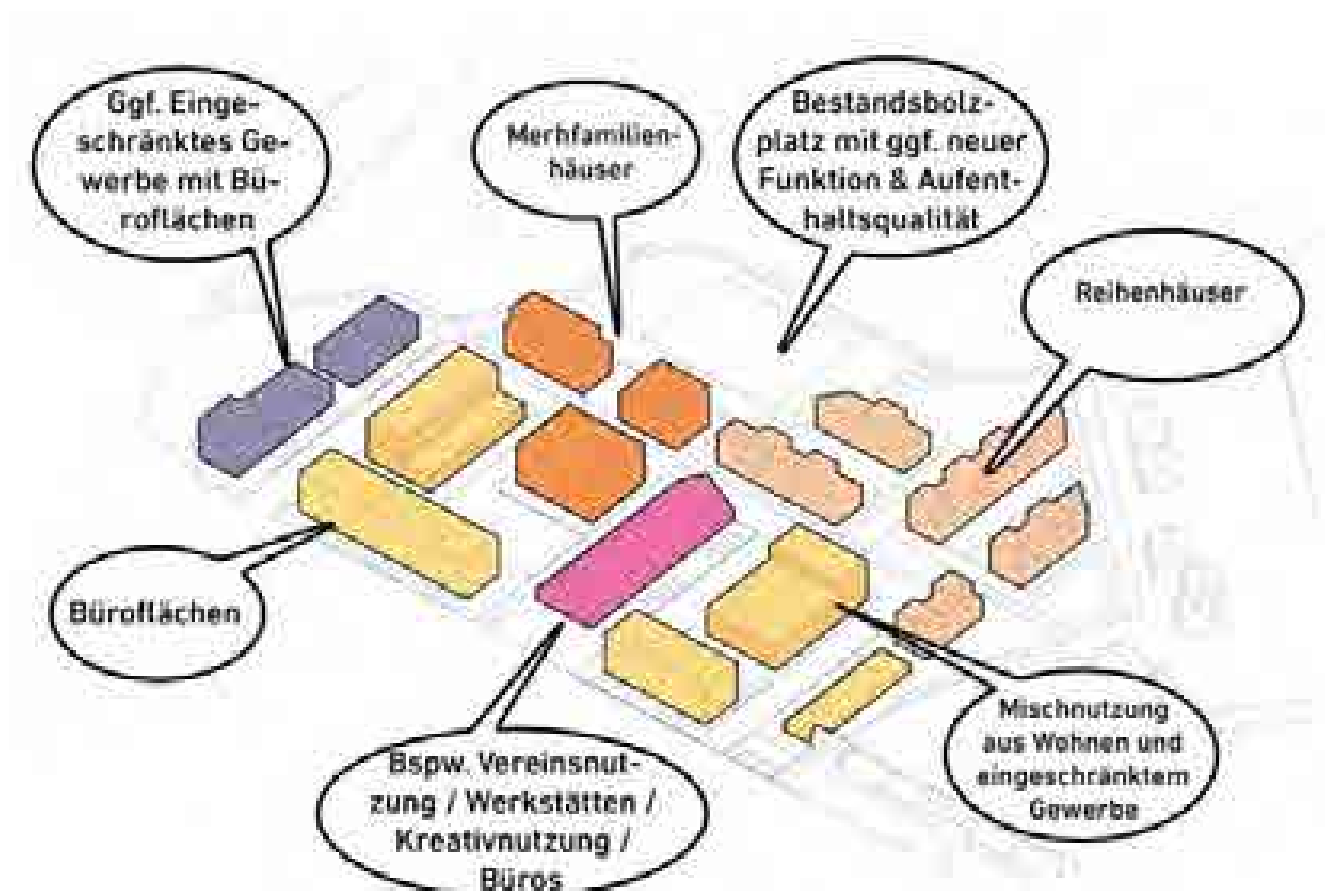 Ggf. Einge-
schränktes Ge-
werbe mit Bü-
roflächen
Merhfamilien-
häuser
Bestandsbolz-
platz mit ggf. neuer
Funktion & Aufent-
haltsqualität
Reihenhäuser
Büroflächen
Bspw. Vereinsnut-
zung / Werkstätten /
Kreativnutzung /
Büros
Mischnutzung
aus Wohnen und
eingeschränktem
Gewerbe